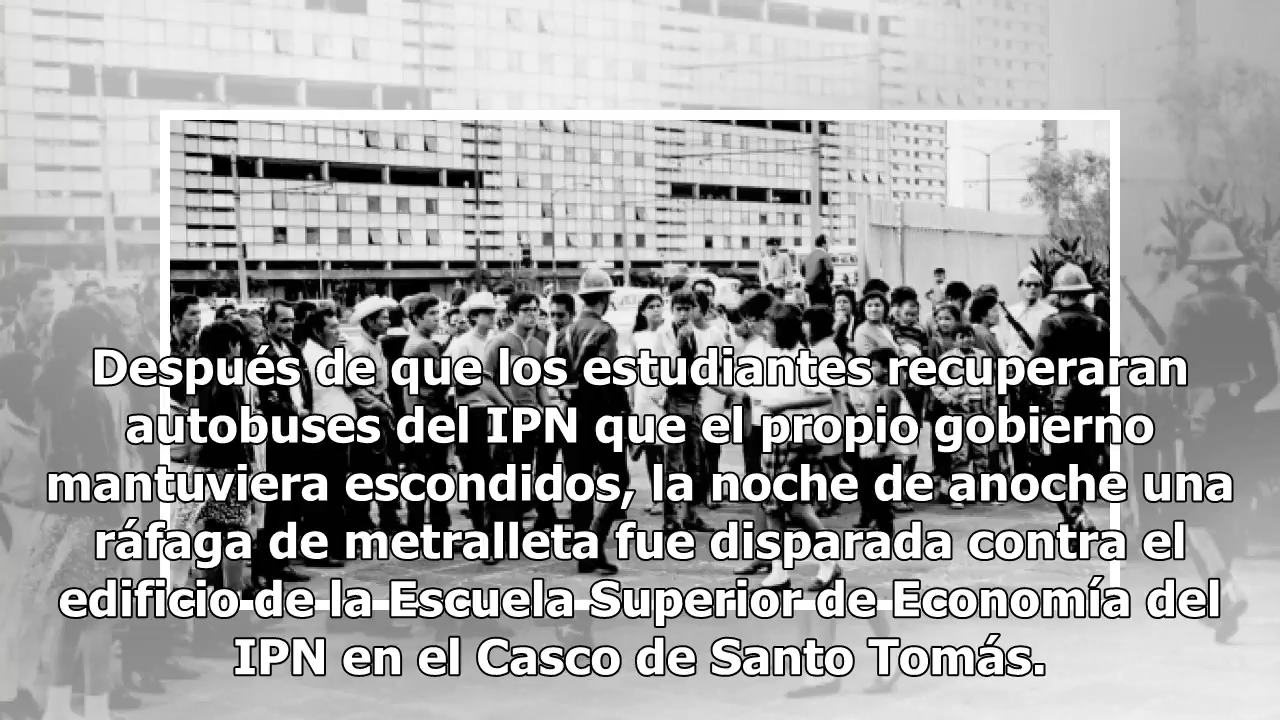 Después de que los estudiantes recuperaran
autobuses del IPN que el propio gobierno
mantuviera escondidos, la noche de anoche una
ráfaga de metralleta fue disparada contra el
edificio de la Escuela Superior de Economía del
IPN en el Casco de Santo Tomás.